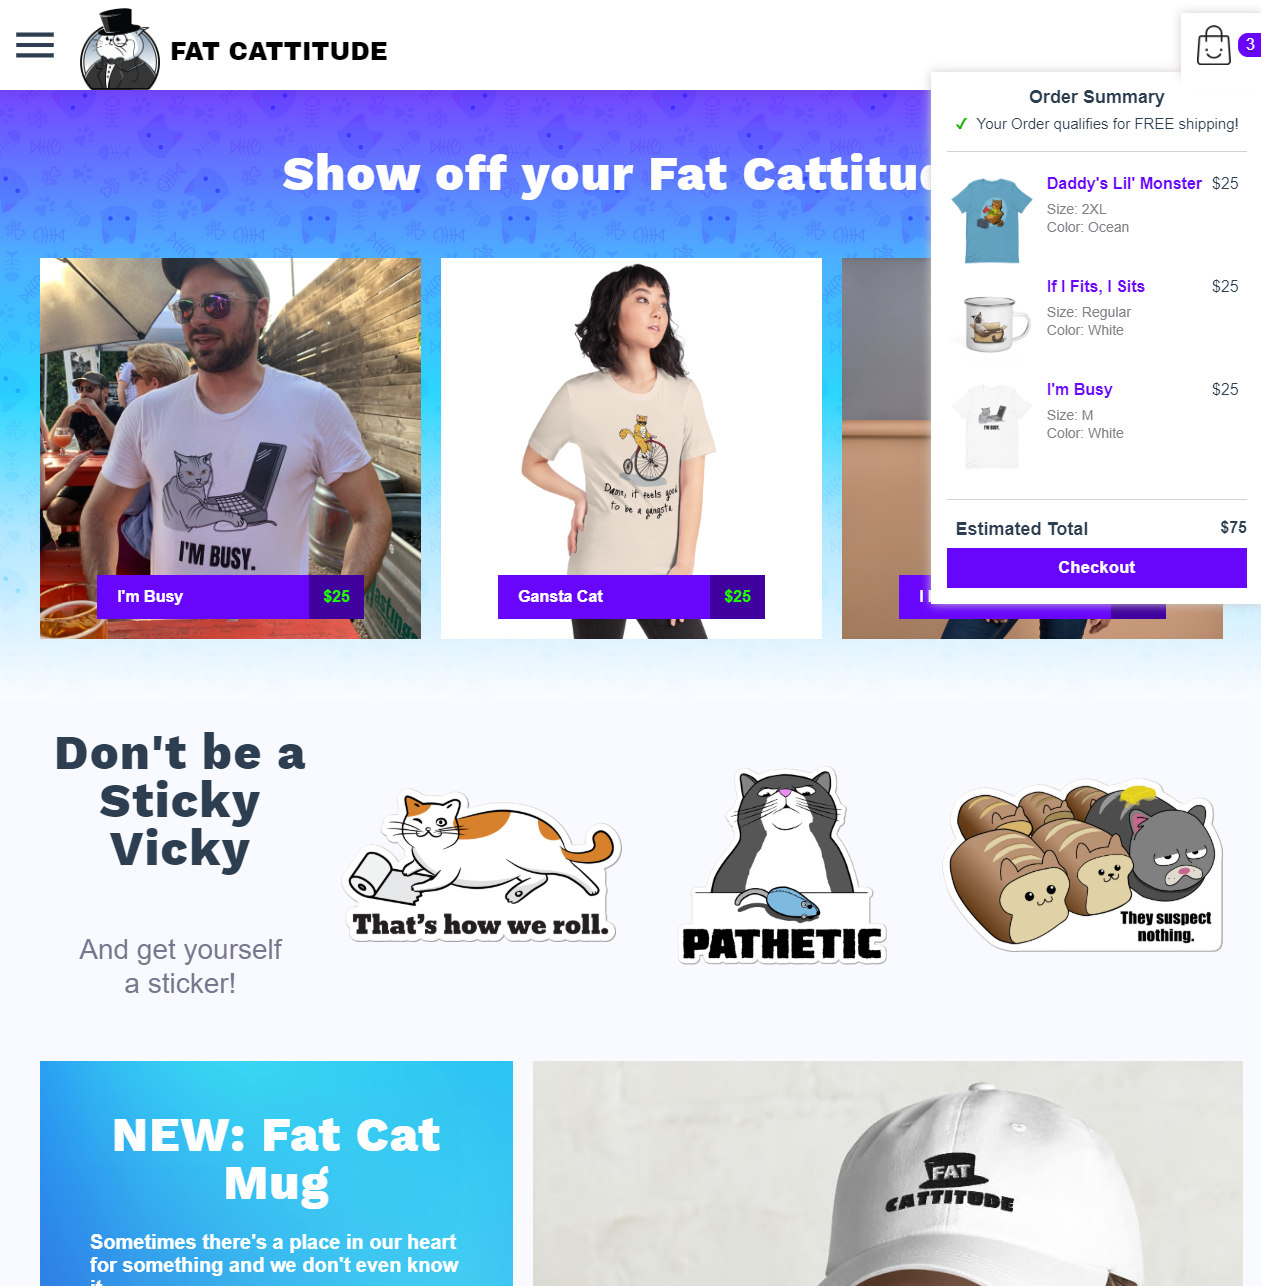 FAT CATTITUDE
3
Order Summary
✓ Your Order qualifies for FREE shipping!
Show off your Fat Cattitud
Daddy's Lil' Monster $25
Size: 2XL
Color: Ocean
If I Fits, I Sits $25
Size: Regular
Color: White
I'm Busy $25
Size: M
Color: White
Estimated Total $75
Checkout
I'M BUSY.
I'm Busy $25
Damn, it feels good
to be a gangsta
Gansta Cat $25
I
Don't be a
Sticky
Vicky
And get yourself
a sticker!
That's how we roll.
PATHETIC
They suspect
nothing.
NEW: Fat Cat
Mug
Sometimes there's a place in our heart
for something and we don't even know
it
FAT
CATTITUDE